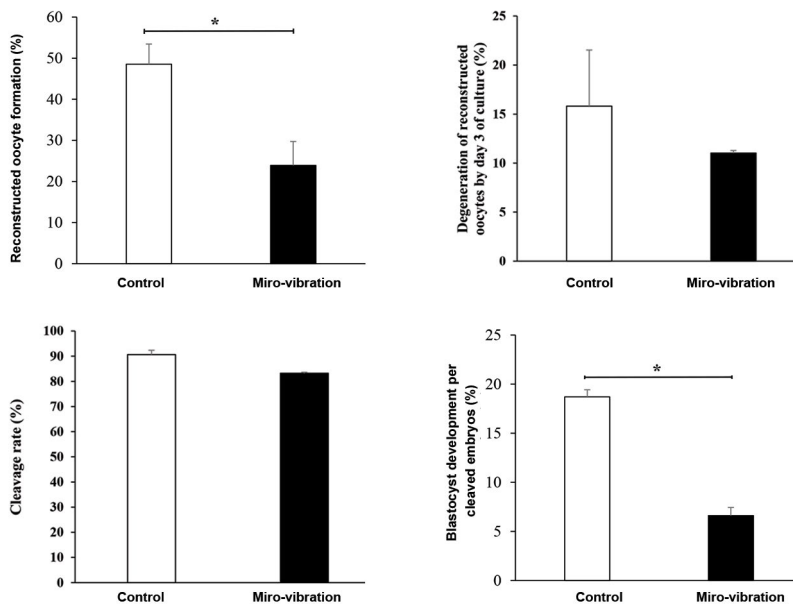 Reconstructed oocyte formation (%)
60
50
40
30
20
10
0
*
Control
Miro-vibration
Degeneration of reconstructed
oocytes by day 3 of culture (%)
25
20
15
10
5
0
Control
Miro-vibration
Cleavage rate (%)
100
90
80
70
60
50
40
30
20
10
0
Control
Miro-vibration
Blastocyst development per
cleaved embryos (%)
25
20
15
10
5
0
*
Control
Miro-vibration